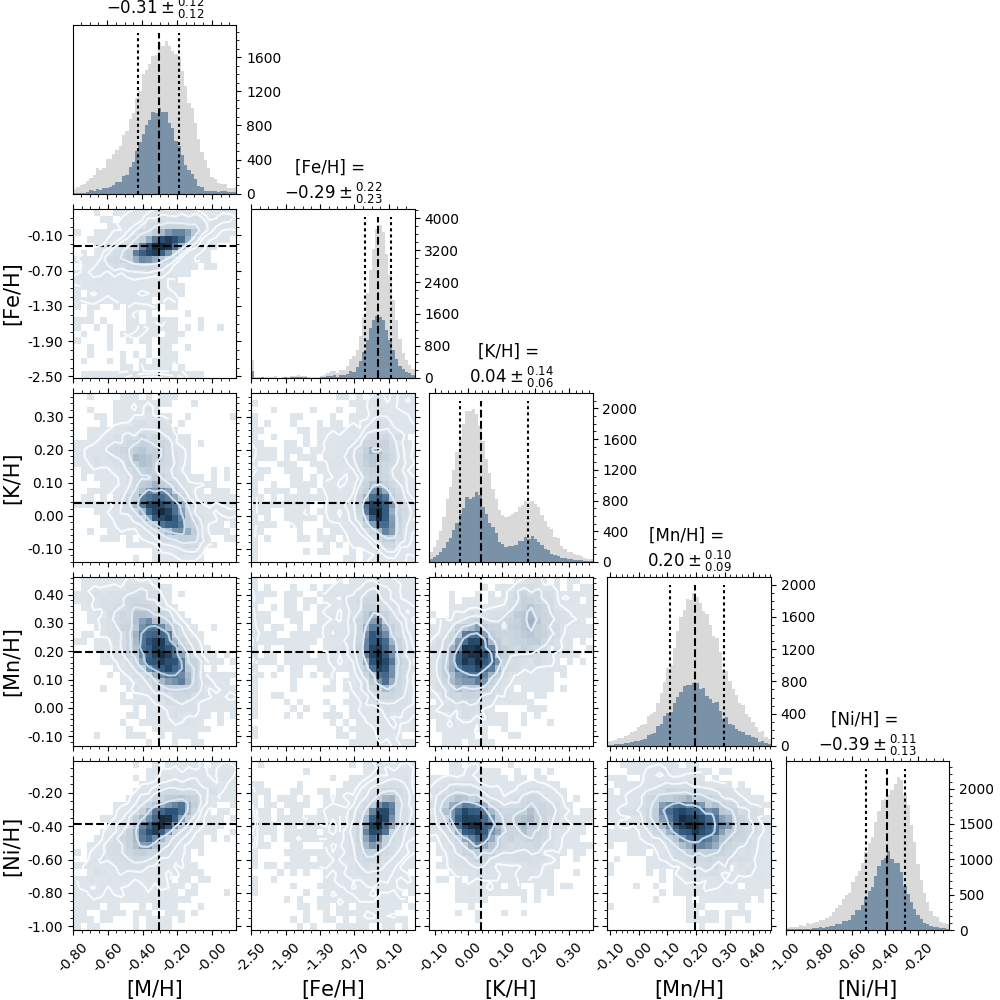 −0.31 ± 0.12 0.12
1600
1200
800
400
0
[Fe/H] =
−0.29 ± 0.22 0.23
[Fe/H]
-0.10
-0.70
-1.30
-1.90
-2.50
4000
3200
2400
1600
800
0
[K/H] =
0.04 ± 0.14 0.06
[K/H]
0.30
0.20
0.10
0.00
-0.10
2000
1600
1200
800
400
0
[Mn/H] =
0.20 ± 0.10 0.09
[Mn/H]
0.40
0.30
0.20
0.10
0.00
-0.10
2000
1600
1200
800
400
0
[Ni/H] =
−0.39 ± 0.11 0.13
[Ni/H]
-0.20
-0.40
-0.60
-0.80
-1.00
2000
1500
1000
500
0
-0.80 -0.60 -0.40 -0.20 0.00
-2.50 -1.90 -1.30 -0.70 -0.10
-0.10 0.00 0.10 0.20 0.30
-0.10 0.00 0.10 0.20 0.30 0.40
-1.00 -0.80 -0.60 -0.40 -0.20
[M/H] [Fe/H] [K/H] [Mn/H] [Ni/H]